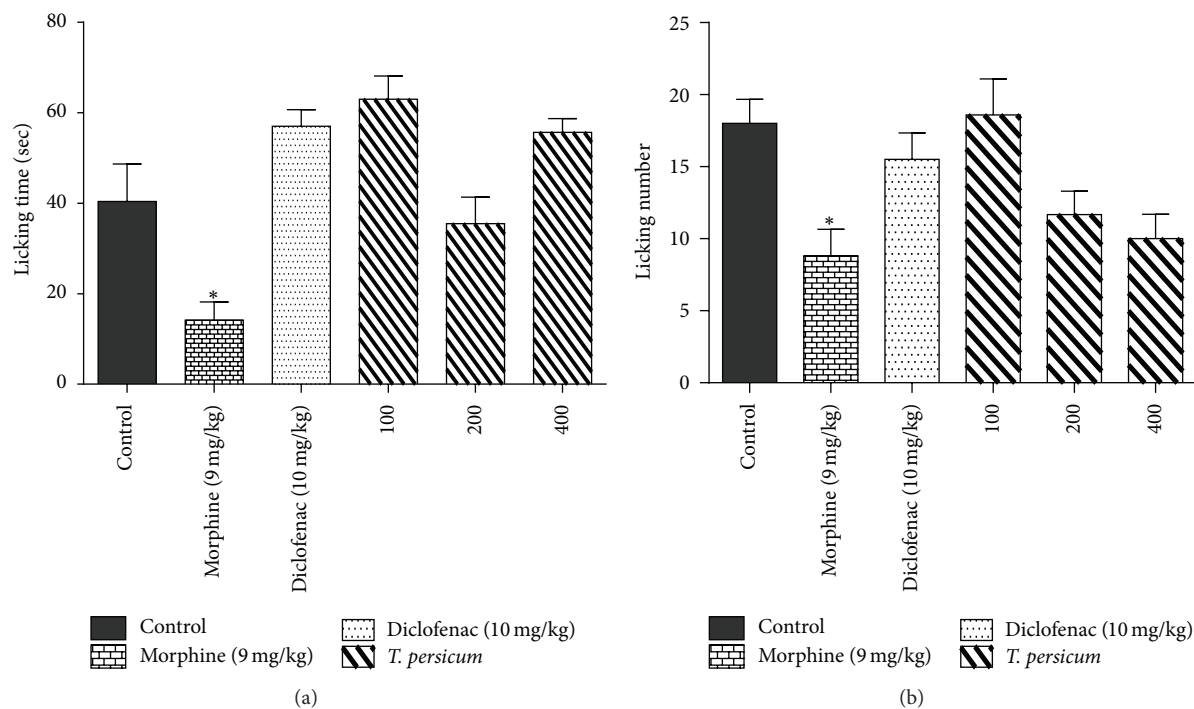 80
60
40
20
0
Licking time (sec)
*
Control
Morphine (9 mg/kg)
Diclofenac (10 mg/kg)
100
200
400
Control
Morphine (9 mg/kg)
Diclofenac (10 mg/kg)
T. persicum
(a)
25
20
15
10
5
0
Licking number
*
Control
Morphine (9 mg/kg)
Diclofenac (10 mg/kg)
100
200
400
Control
Morphine (9 mg/kg)
Diclofenac (10 mg/kg)
T. persicum
(b)